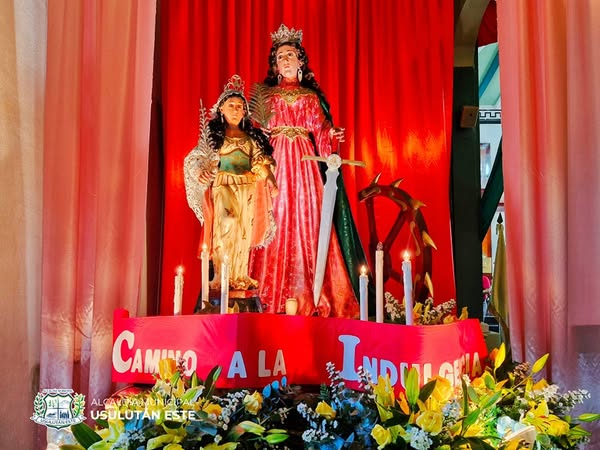 CAMINO A LA INDULGENCIA
ALCALDÍA MUNICIPAL
USULUTÁN ESTE